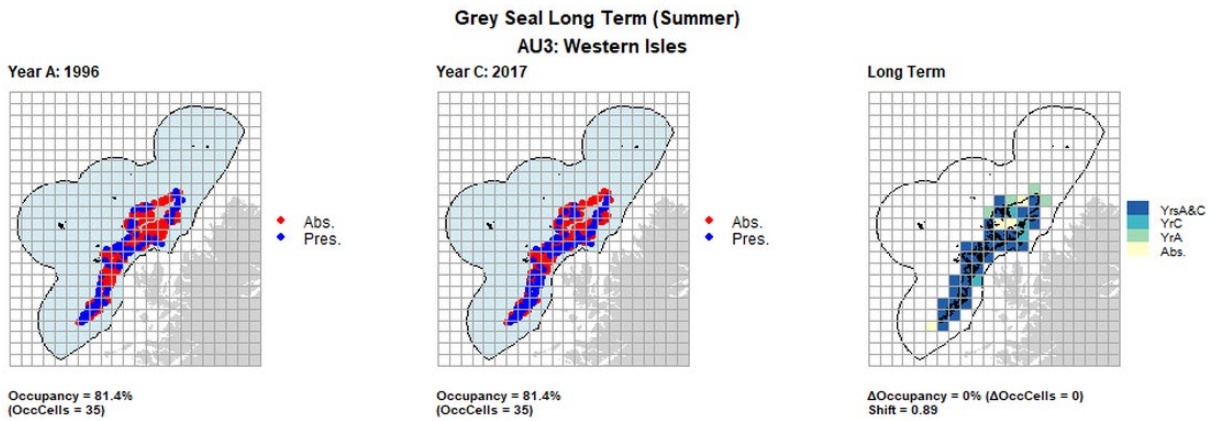 Grey Seal Long Term (Summer)
AU3: Western Isles
Year A: 1996
Year C: 2017
Long Term
Abs.
Pres.
Abs.
Pres.
YrsA&C
YrC
YrA
Abs.
Occupancy = 81.4%
(OccCells = 35)
Occupancy = 81.4%
(OccCells = 35)
ΔOccupancy = 0% (ΔOccCells = 0)
Shift = 0.89